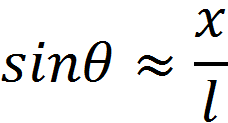 sinθ ≈ x/l